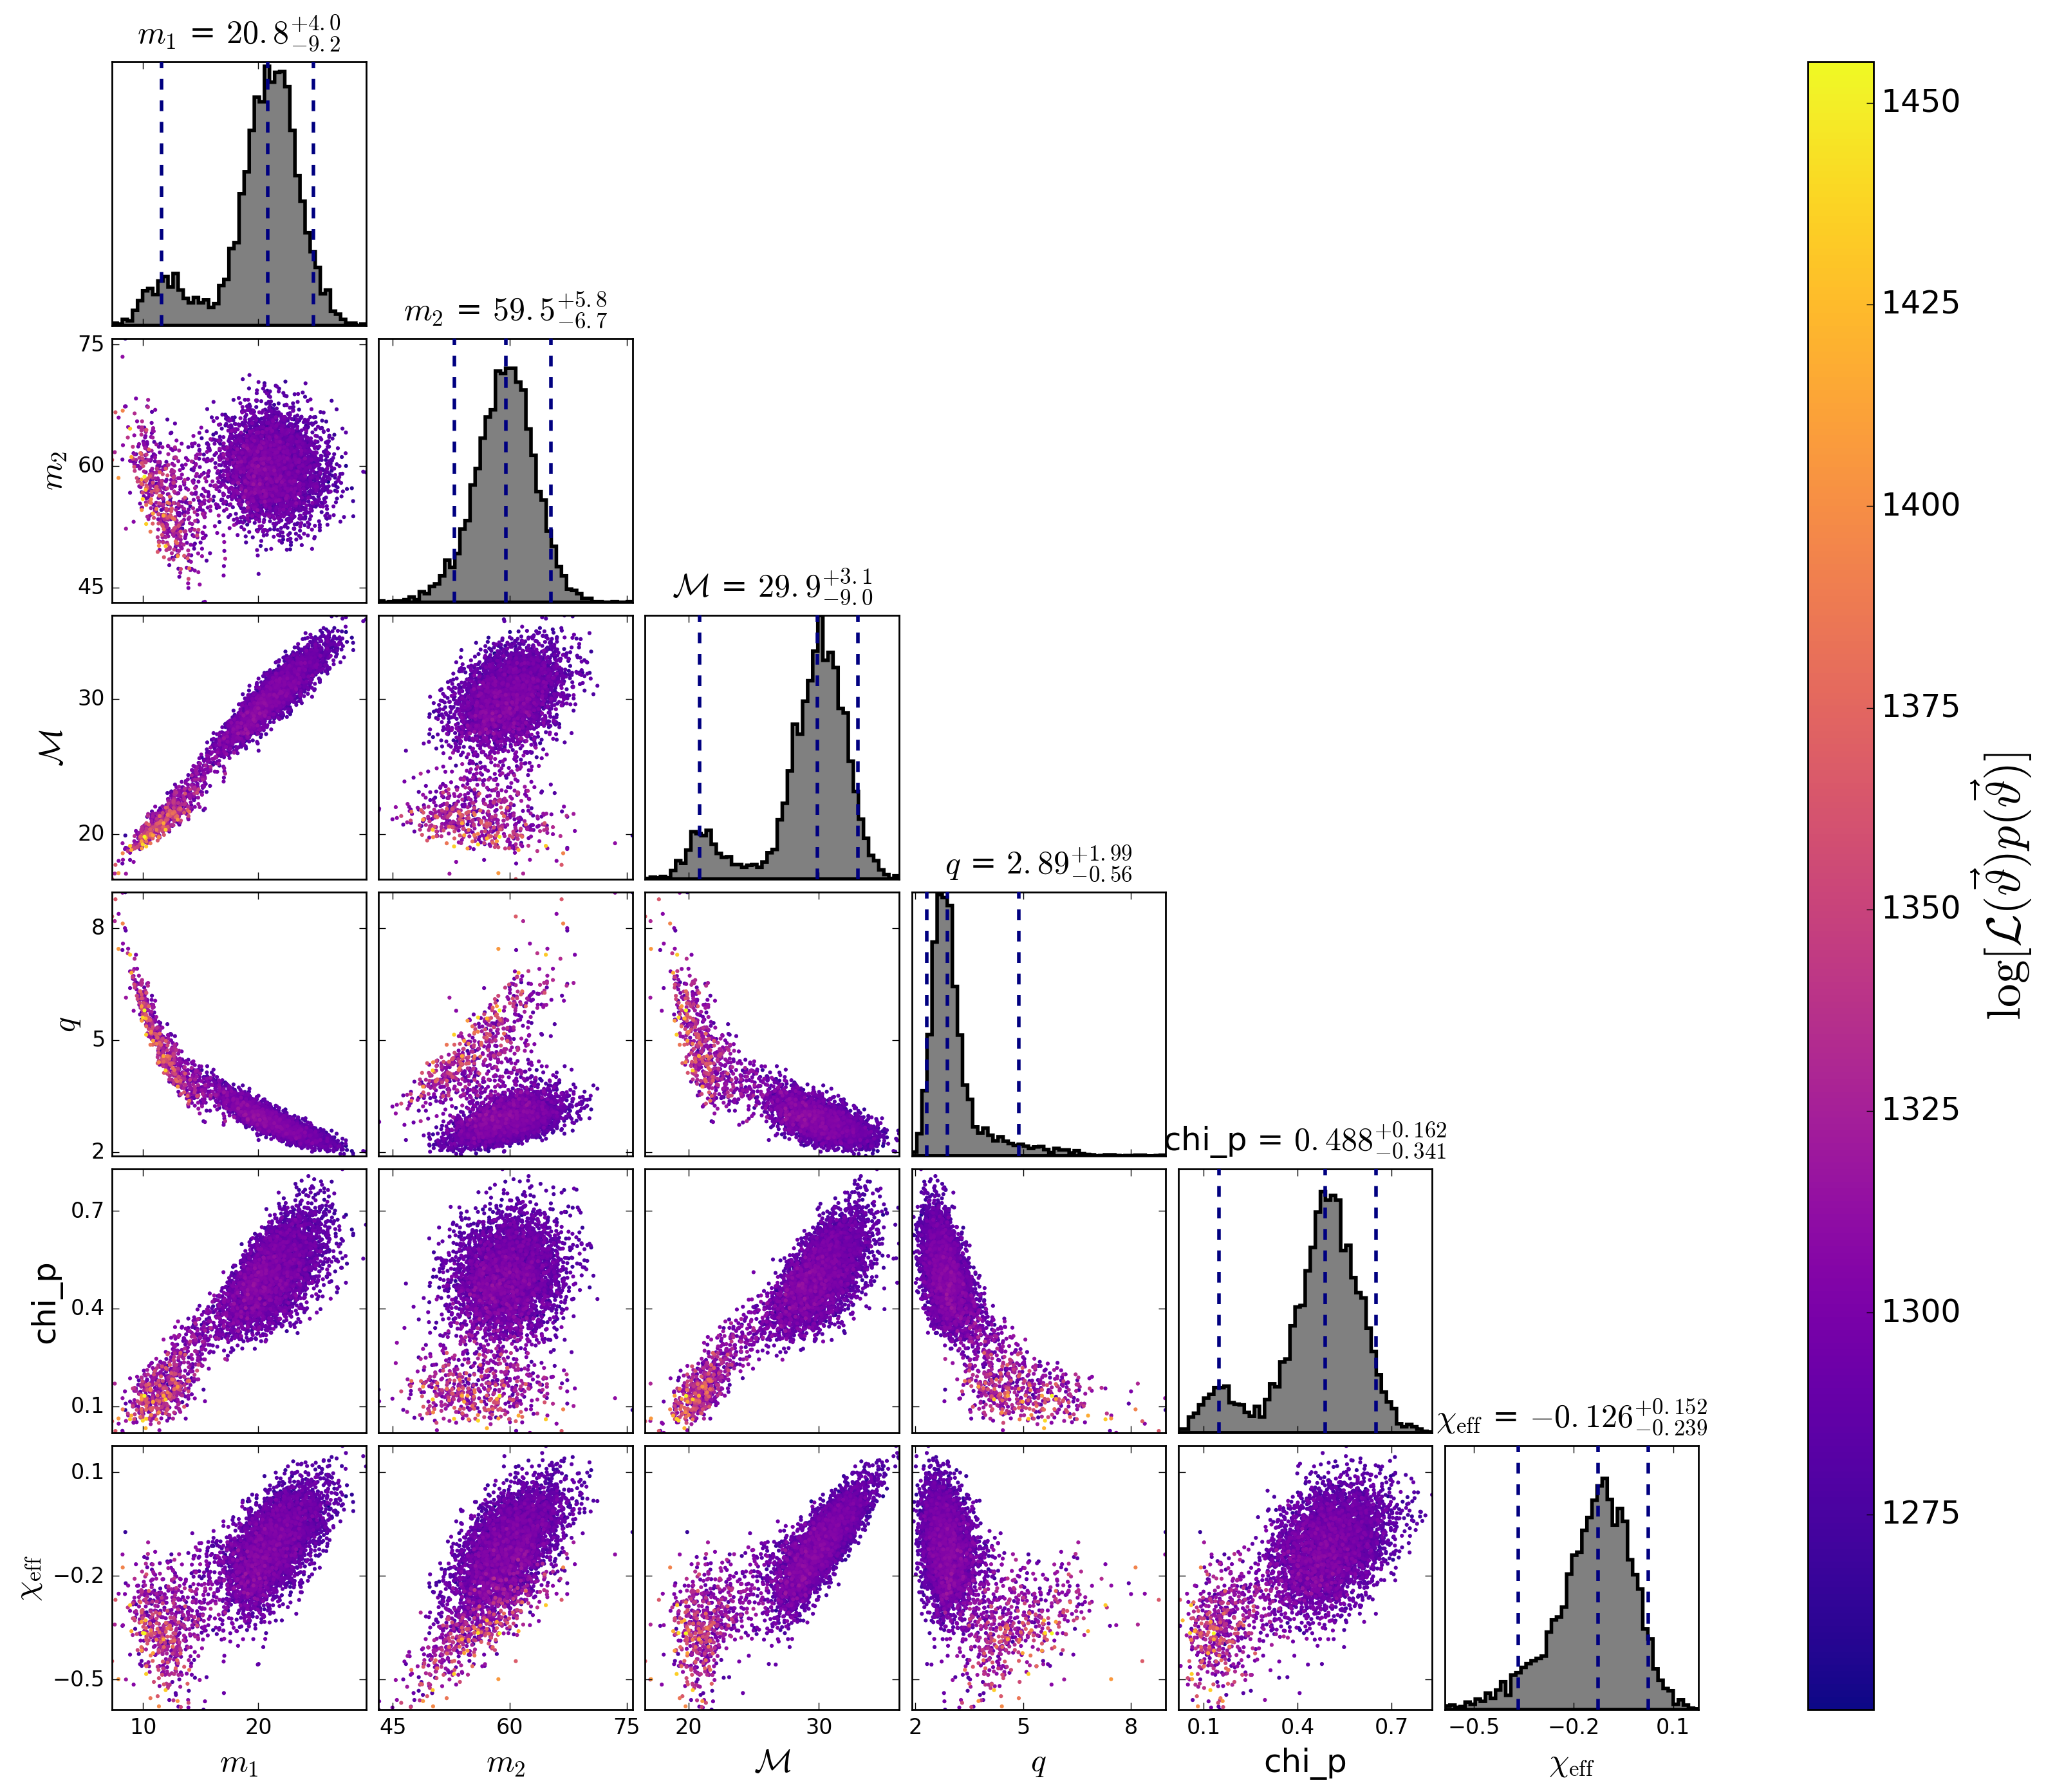 m₁ = 20.8 +4.0 −9.2
m₂ = 59.5 +5.8 −6.7
ℳ = 29.9 +3.1 −9.0
q = 2.89 +1.99 −0.56
chi_p = 0.488 +0.162 −0.341
χeff = −0.126 +0.152 −0.239
75
60
45
m₂
30
20
ℳ
8
5
2
q
0.7
0.4
0.1
chi_p
0.1
−0.2
−0.5
χeff
10 20
45 60 75
20 30
2 5 8
0.1 0.4 0.7
−0.5 −0.2 0.1
m₁
m₂
ℳ
q
chi_p
χeff
1450
1425
1400
1375
1350
1325
1300
1275
log[ℒ(ϑ⃗)p(ϑ⃗)]